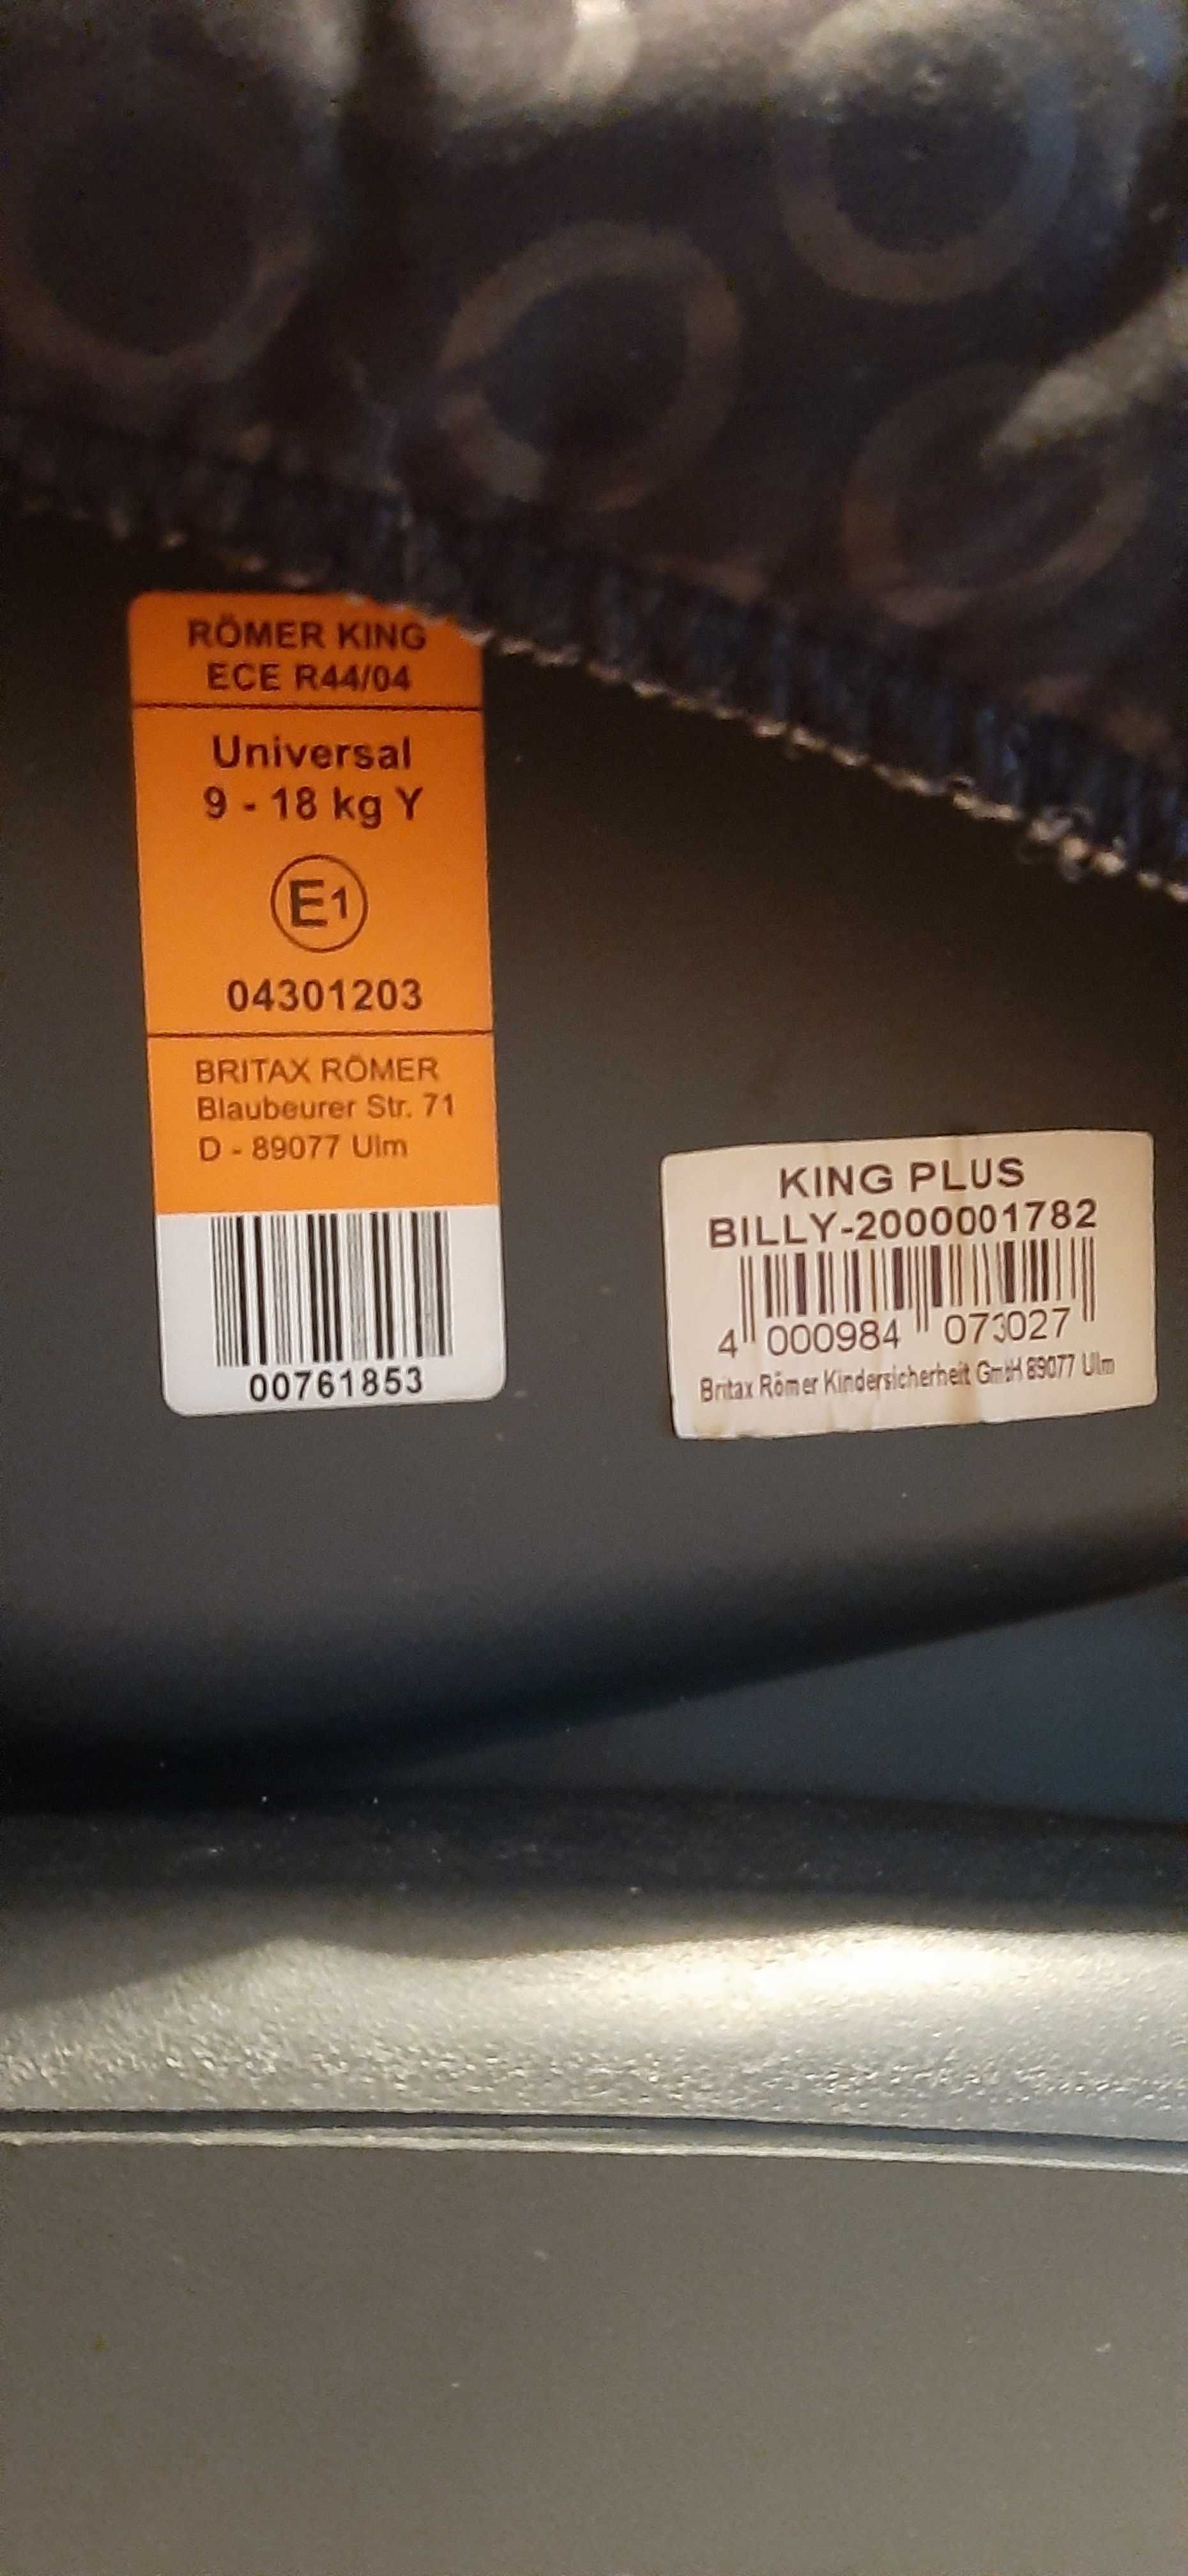 RÖMER KING
ECE R44/04
Universal
9 - 18 kg Y
E1
04301203
BRITAX RÖMER
Blaubeurer Str. 71
D - 89077 Ulm
00761853
KING PLUS
BILLY-2000001782
4 000984 073027
Britax Römer Kindersicherheit GmbH 89077 Ulm